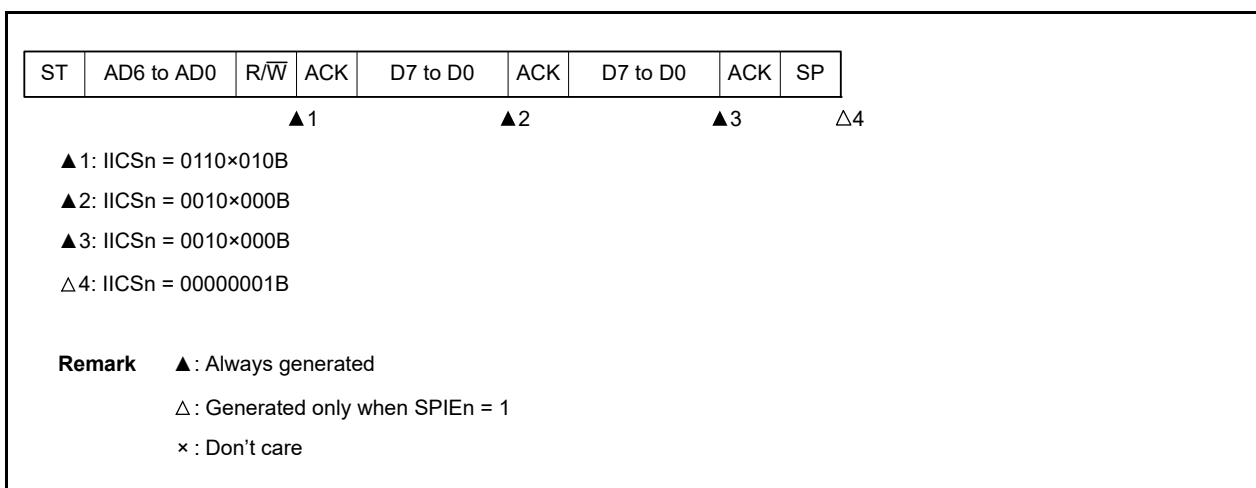 ST AD6 to AD0 R/W̅ ACK D7 to D0 ACK D7 to D0 ACK SP
▲1 ▲2 ▲3 △4
▲1: IICSn = 0110×010B
▲2: IICSn = 0010×000B
▲3: IICSn = 0010×000B
△4: IICSn = 00000001B
Remark ▲: Always generated
△: Generated only when SPIEn = 1
×: Don’t care